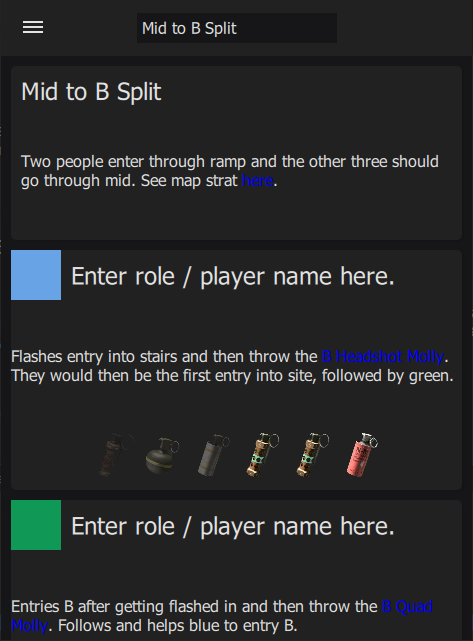 Mid to B Split
Mid to B Split
Two people enter through ramp and the other three should
go through mid. See map strat here.
Enter role / player name here.
Flashes entry into stairs and then throw the B Headshot Molly.
They would then be the first entry into site, followed by green.
Enter role / player name here.
Entries B after getting flashed in and then throw the B Quad
Molly. Follows and helps blue to entry B.